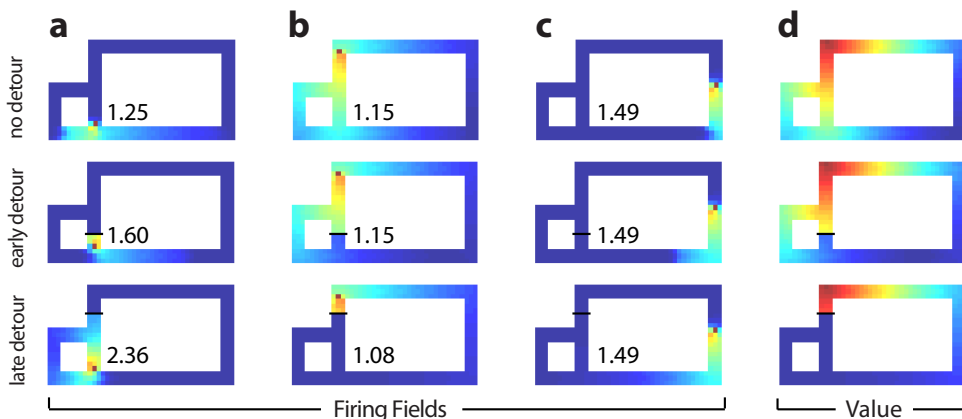 a b c d
no detour 1.25 1.15 1.49
early detour 1.60 1.15 1.49
late detour 2.36 1.08 1.49
Firing Fields Value